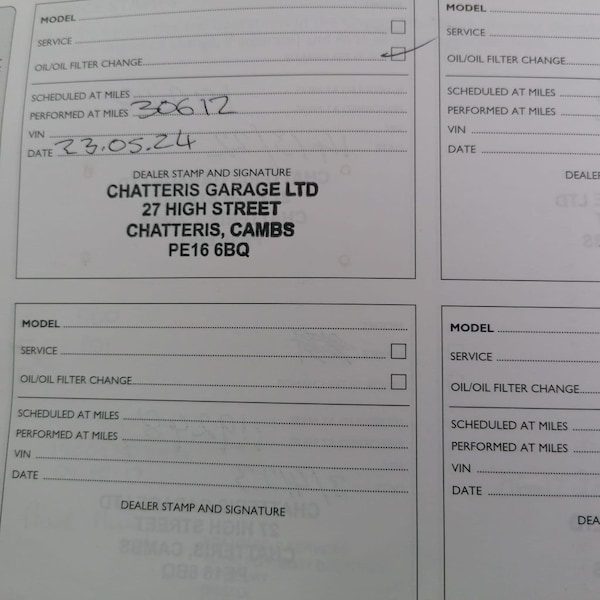 MODEL
SERVICE
OIL/OIL FILTER CHANGE
SCHEDULED AT MILES
PERFORMED AT MILES 30612
VIN
DATE 23.05.24
DEALER STAMP AND SIGNATURE
CHATTERIS GARAGE LTD
27 HIGH STREET
CHATTERIS, CAMBS
PE16 6BQ
MODEL
SERVICE
OIL/OIL FILTER CHANGE
SCHEDULED AT MILES
PERFORMED AT MILES
VIN
DATE
DEALER STAMP AND SIGNATURE
MODEL
SERVICE
OIL/OIL FILTER CHANGE
SCHEDULED AT MILES
PERFORMED AT MILES
VIN
DATE
DEALER
MODEL
SERVICE
OIL/OIL FILTER CHANGE
SCHEDULED AT MILES
PERFORMED AT MILES
VIN
DATE
DEA